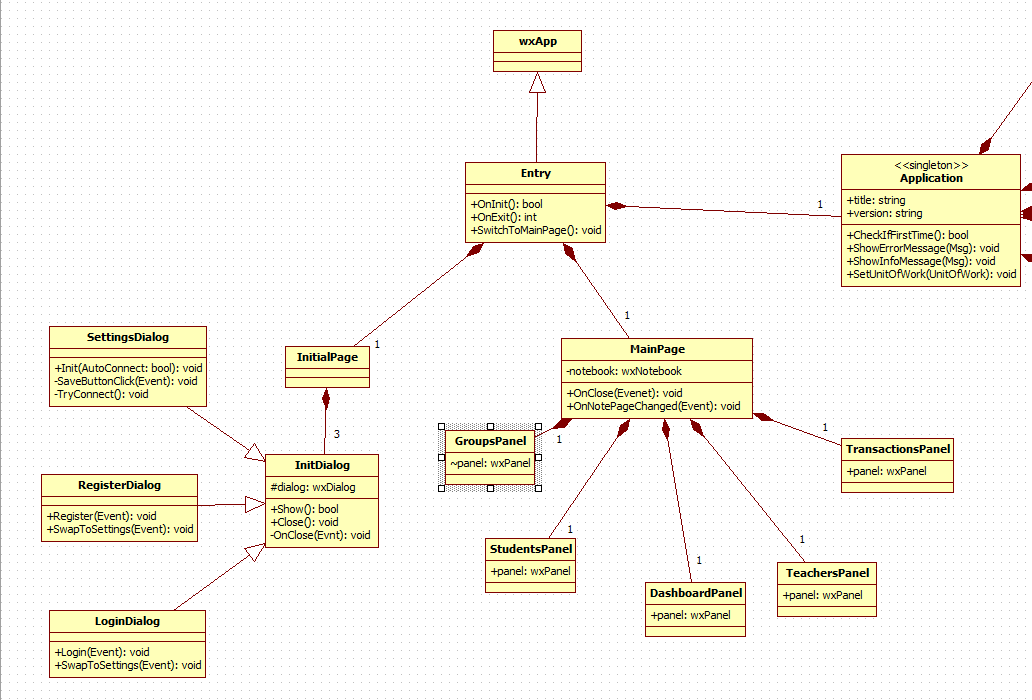 wxApp
Entry
+OnInit(): bool
+OnExit(): int
+SwitchToMainPage(): void
1
<<singleton>>
Application
+title: string
+version: string
+CheckIfFirstTime(): bool
+ShowErrorMessage(Msg): void
+ShowInfoMessage(Msg): void
+SetUnitOfWork(UnitOfWork): void
SettingsDialog
+Init(AutoConnect: bool): void
-SaveButtonClick(Event): void
-TryConnect(): void
InitialPage
1
3
1
MainPage
-notebook: wxNotebook
+OnClose(Evenet): void
+OnNotePageChanged(Event): void
GroupsPanel
~panel: wxPanel
1
1
TransactionsPanel
+panel: wxPanel
InitDialog
#dialog: wxDialog
+Show(): bool
+Close(): void
-OnClose(Evnt): void
RegisterDialog
+Register(Event): void
+SwapToSettings(Event): void
1
StudentsPanel
+panel: wxPanel
1
DashboardPanel
+panel: wxPanel
1
TeachersPanel
+panel: wxPanel
LoginDialog
+Login(Event): void
+SwapToSettings(Event): void